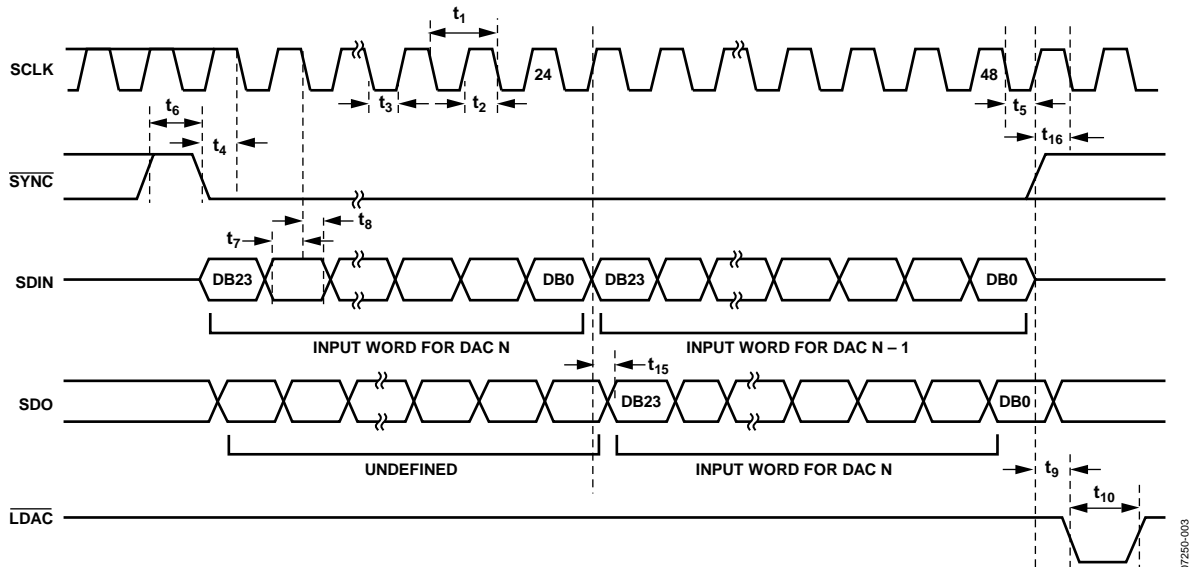 t1
SCLK
24
48
t3
t2
t5
t6
t4
t16
SYNC
t7
t8
SDIN
DB23
DB0
DB23
DB0
INPUT WORD FOR DAC N
INPUT WORD FOR DAC N – 1
t15
SDO
DB23
DB0
UNDEFINED
INPUT WORD FOR DAC N
t9
t10
LDAC
07250-003